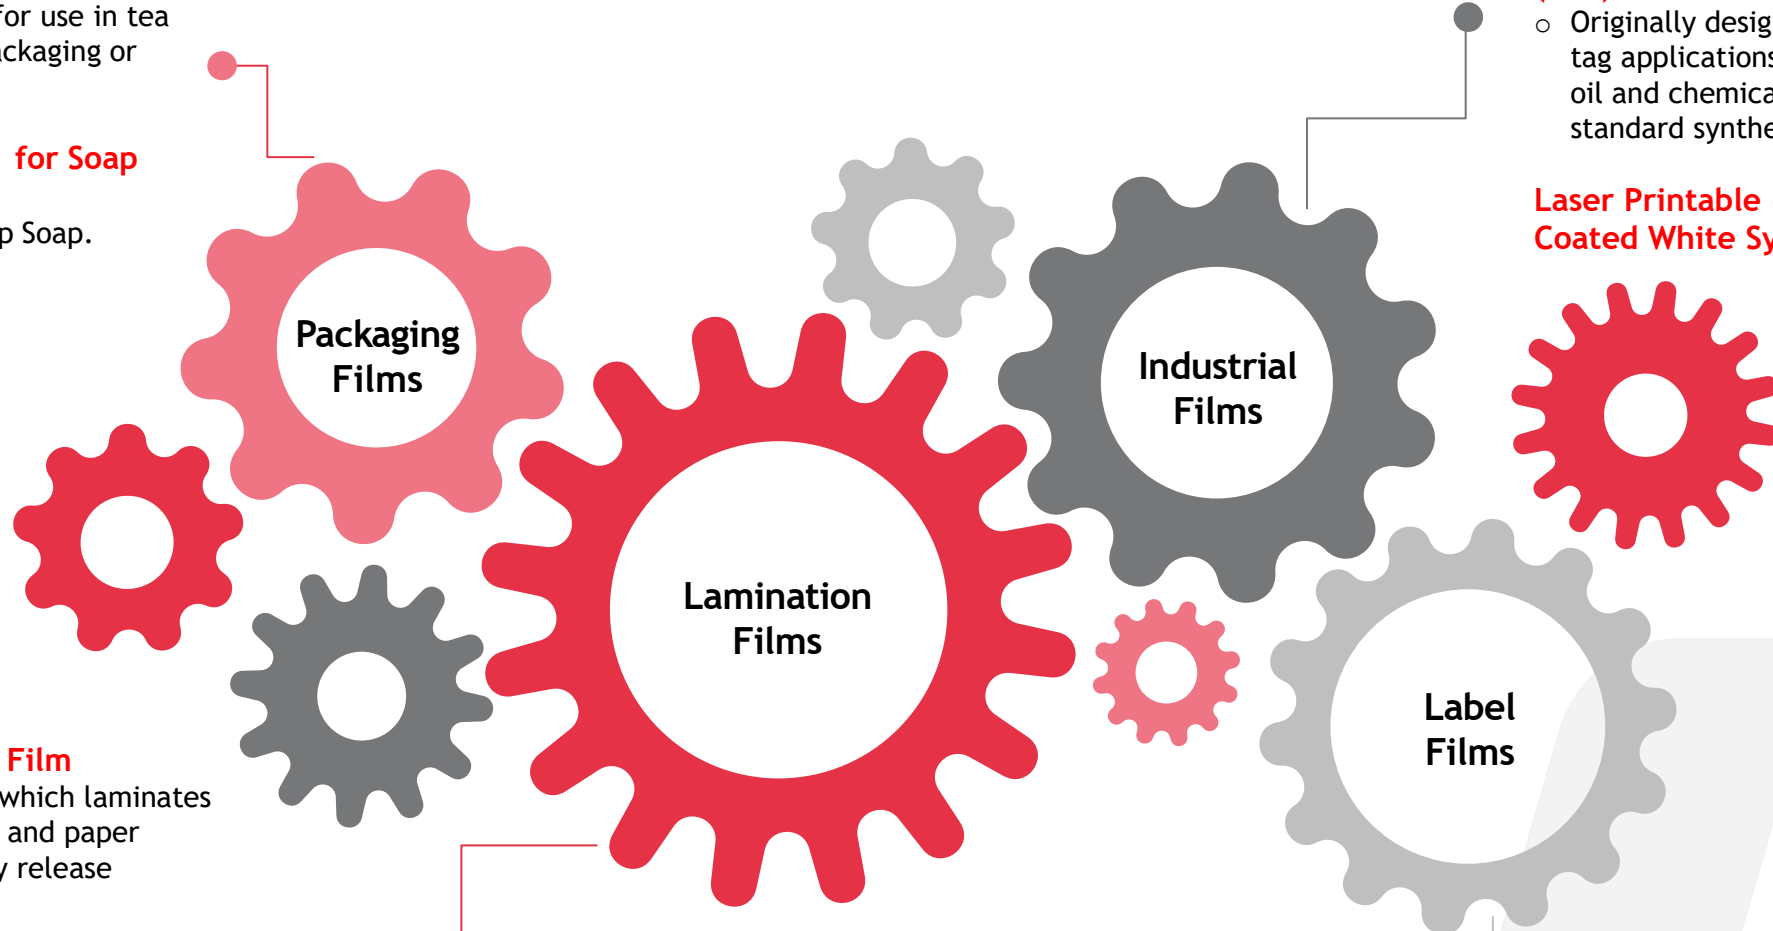 for use in tea
ackaging or
for Soap
p Soap.
Originally desig
tag applications
oil and chemica
standard synthe
Laser Printable
Coated White Sy
Packaging
Films
Industrial
Films
Lamination
Films
Label
Films
Film
which laminates
and paper
y release